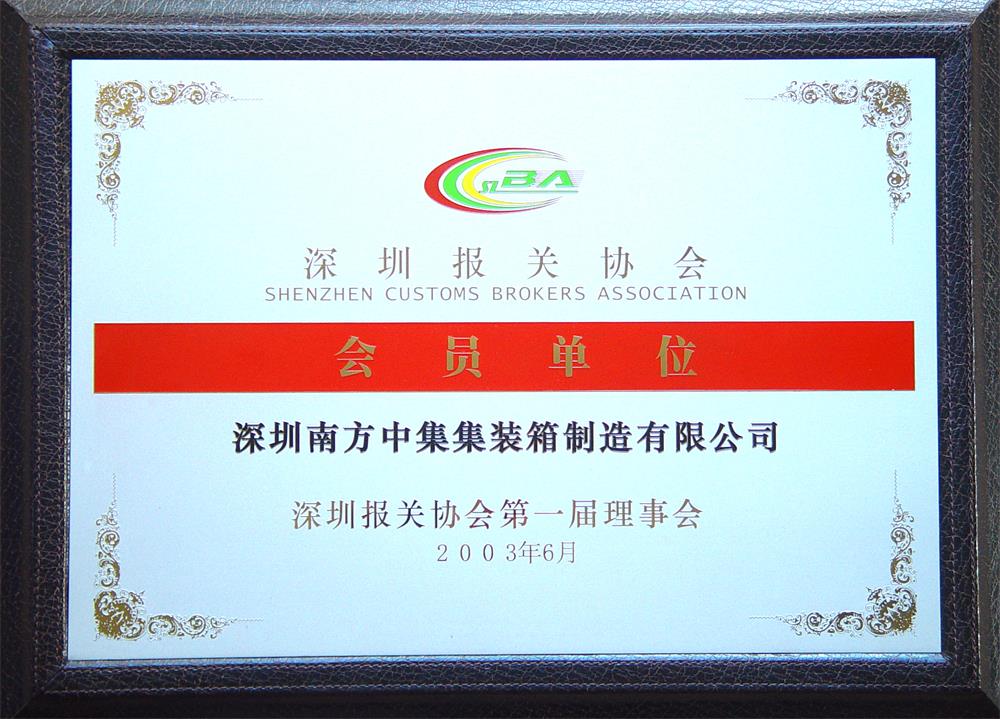 SZBA
深圳报关协会
SHENZHEN CUSTOMS BROKERS ASSOCIATION
会员单位
深圳南方中集集装箱制造有限公司
深圳报关协会第一届理事会
2003年6月